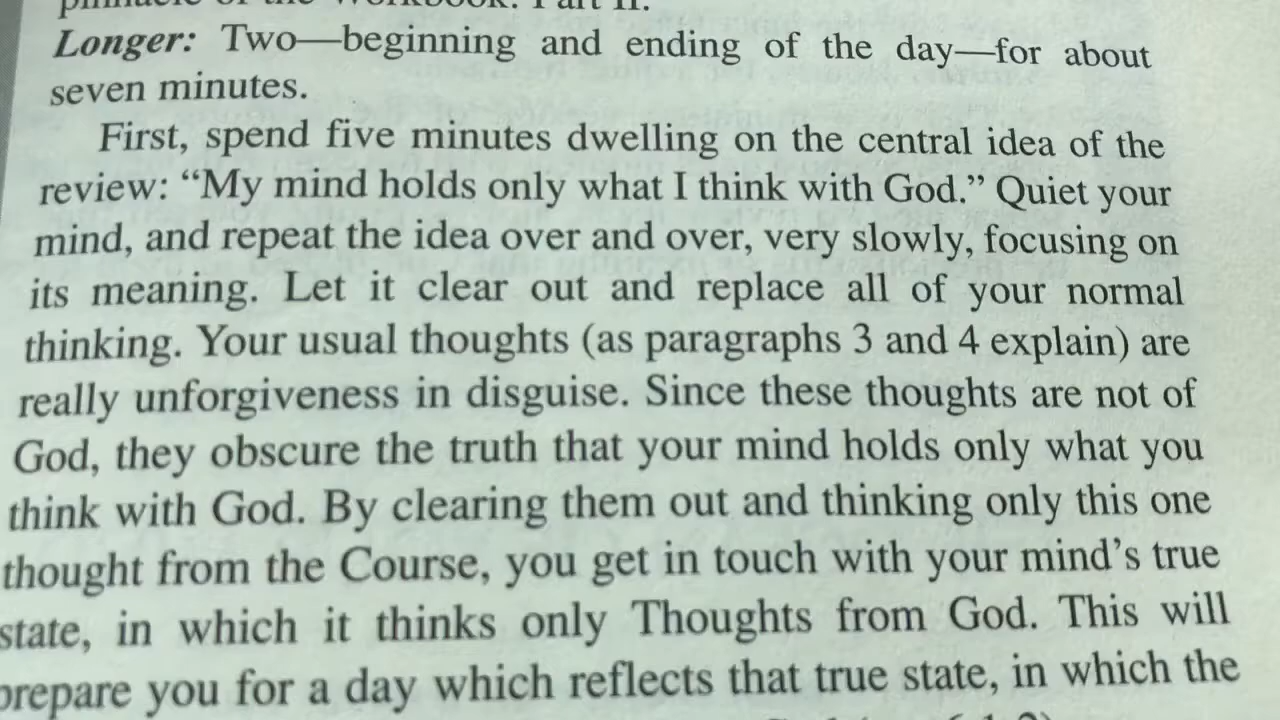 pinnacle of the Workbook: Part II.
Longer: Two—beginning and ending of the day—for about
seven minutes.
First, spend five minutes dwelling on the central idea of the
review: “My mind holds only what I think with God.” Quiet your
mind, and repeat the idea over and over, very slowly, focusing on
its meaning. Let it clear out and replace all of your normal
thinking. Your usual thoughts (as paragraphs 3 and 4 explain) are
really unforgiveness in disguise. Since these thoughts are not of
God, they obscure the truth that your mind holds only what you
think with God. By clearing them out and thinking only this one
thought from the Course, you get in touch with your mind’s true
state, in which it thinks only Thoughts from God. This will
prepare you for a day which reflects that true state, in which the